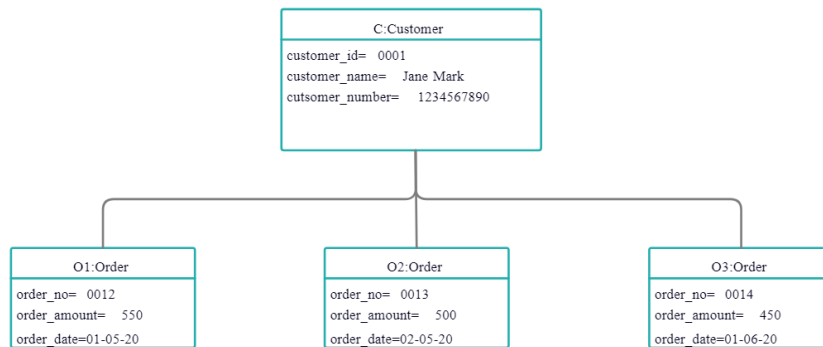 C:Customer
customer_id= 0001
customer_name= Jane Mark
cutsomer_number= 1234567890
O1:Order
order_no= 0012
order_amount= 550
order_date=01-05-20
O2:Order
order_no= 0013
order_amount= 500
order_date=02-05-20
O3:Order
order_no= 0014
order_amount= 450
order_date=01-06-20